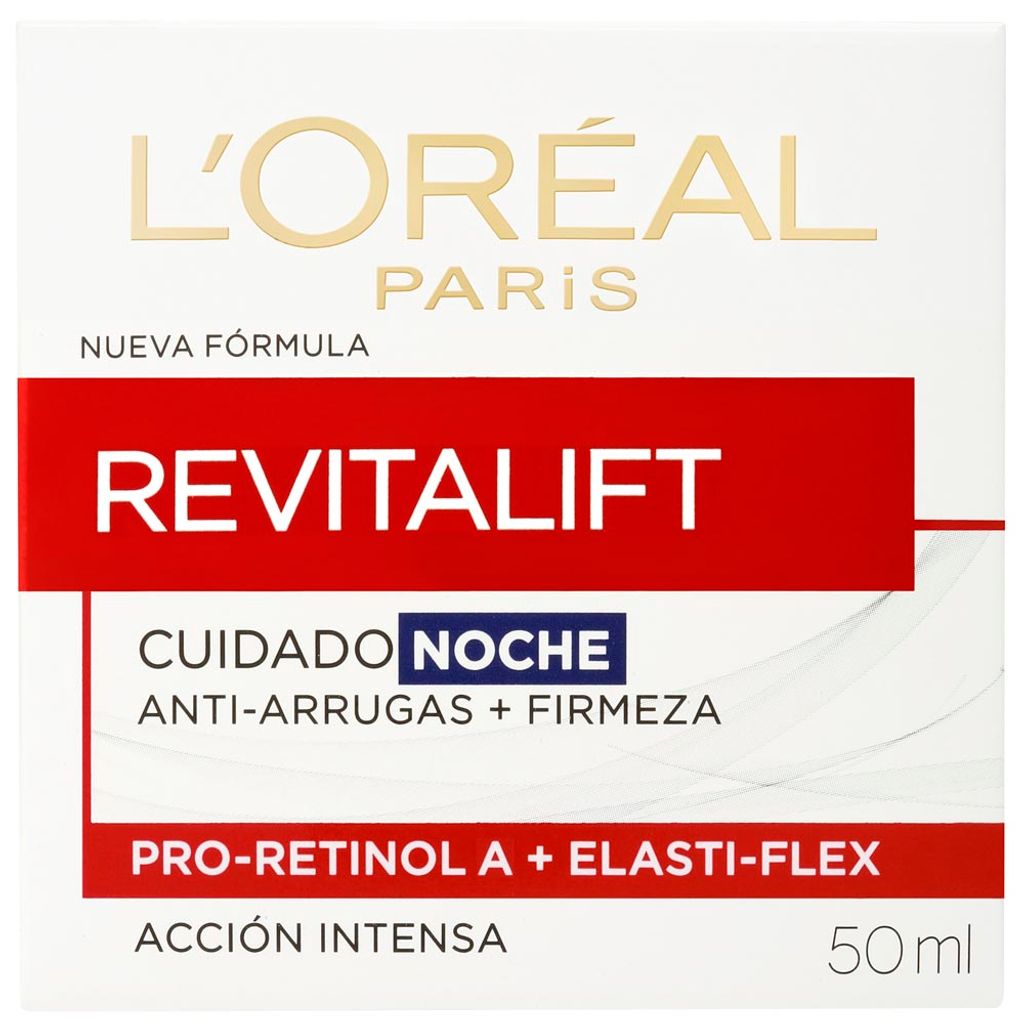 L'ORÉAL
PARiS
NUEVA FÓRMULA
REVITALIFT
CUIDADO NOCHE
ANTI-ARRUGAS + FIRMEZA
PRO-RETINOL A + ELASTI-FLEX
ACCIÓN INTENSA
50 ml